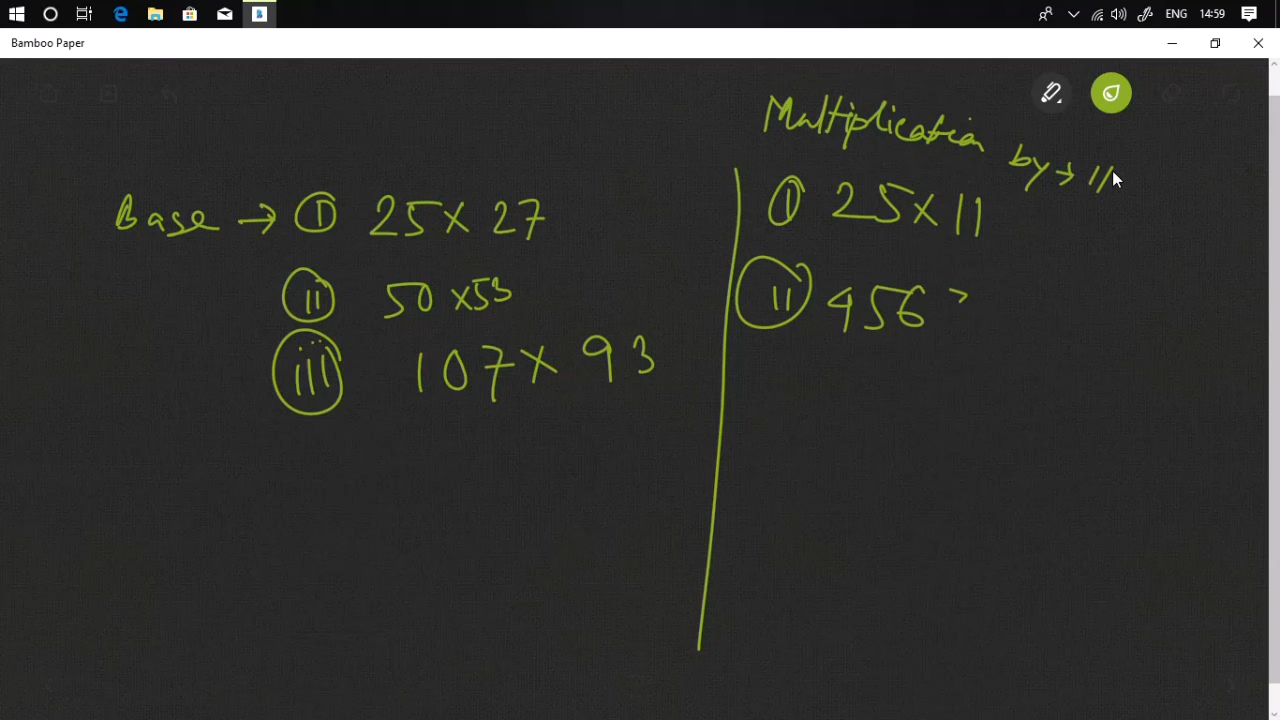 ENG 14:59
Bamboo Paper
Multiplication by → 11
Base → (I) 25 × 27
(II) 50 × 53
(iii) 107 × 93
(I) 25 × 11
(II) 456